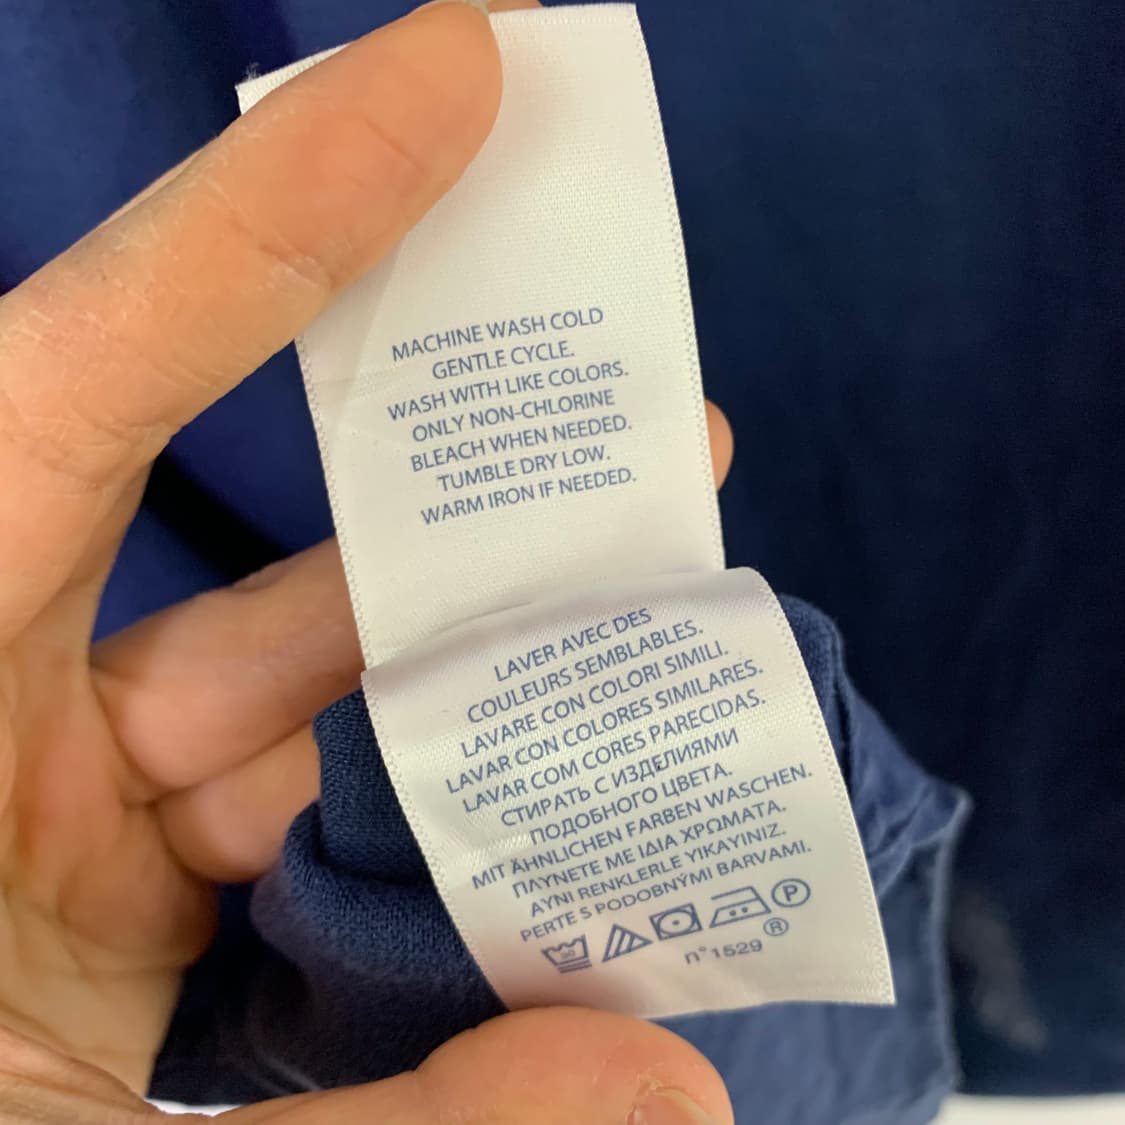 MACHINE WASH COLD
GENTLE CYCLE.
WASH WITH LIKE COLORS.
ONLY NON-CHLORINE
BLEACH WHEN NEEDED.
TUMBLE DRY LOW.
WARM IRON IF NEEDED.
LAVER AVEC DES
COULEURS SEMBLABLES.
LAVARE CON COLORI SIMILI.
LAVAR CON COLORES SIMILARES.
LAVAR COM CORES PARECIDAS.
СТИРАТЬ С ИЗДЕЛИЯМИ
ПОДОБНОГО ЦВЕТА.
MIT ÄHNLICHEN FARBEN WASCHEN.
ΠΛΥΝΕΤΕ ΜΕ ΙΔΙΑ ΧΡΩΜΑΤΑ.
AYNI RENKLERLE YIKAYINIZ.
PERTE S PODOBNÝMI BARVAMI.
30 P
n°1529 ®